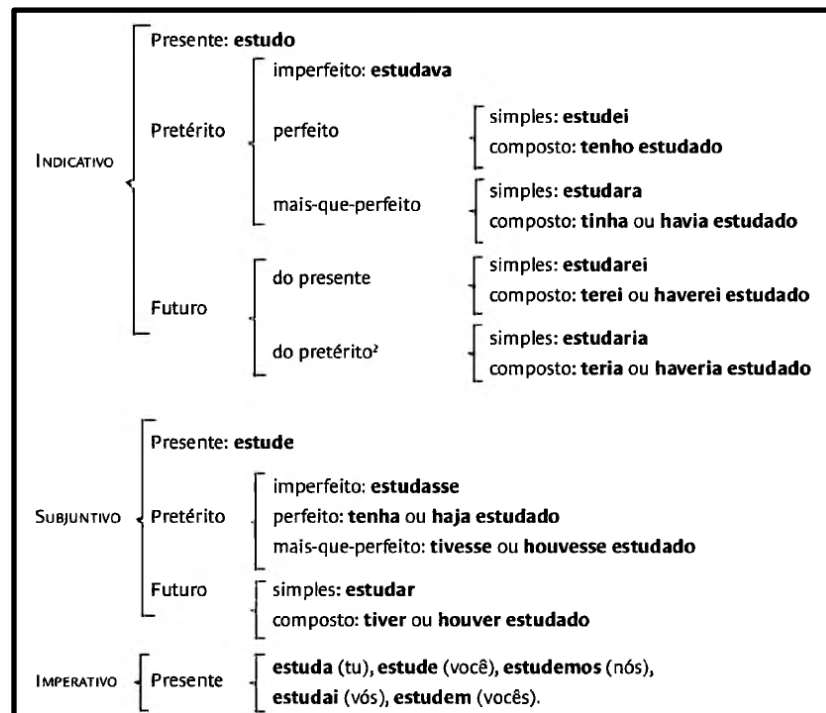 Presente: estudo
imperfeito: estudava
simples: estudei
Pretérito perfeito
composto: tenho estudado
INDICATIVO
simples: estudara
mais-que-perfeito
composto: tinha ou havia estudado
simples: estudarei
do presente
composto: terei ou haverei estudado
Futuro
simples: estudaria
do pretérito²
composto: teria ou haveria estudado
Presente: estude
imperfeito: estudasse
SUBJUNTIVO Pretérito perfeito: tenha ou haja estudado
mais-que-perfeito: tivesse ou houvesse estudado
Futuro simples: estudar
composto: tiver ou houver estudado
IMPERATIVO Presente estuda (tu), estude (você), estudemos (nós),
estudai (vós), estudem (vocês).